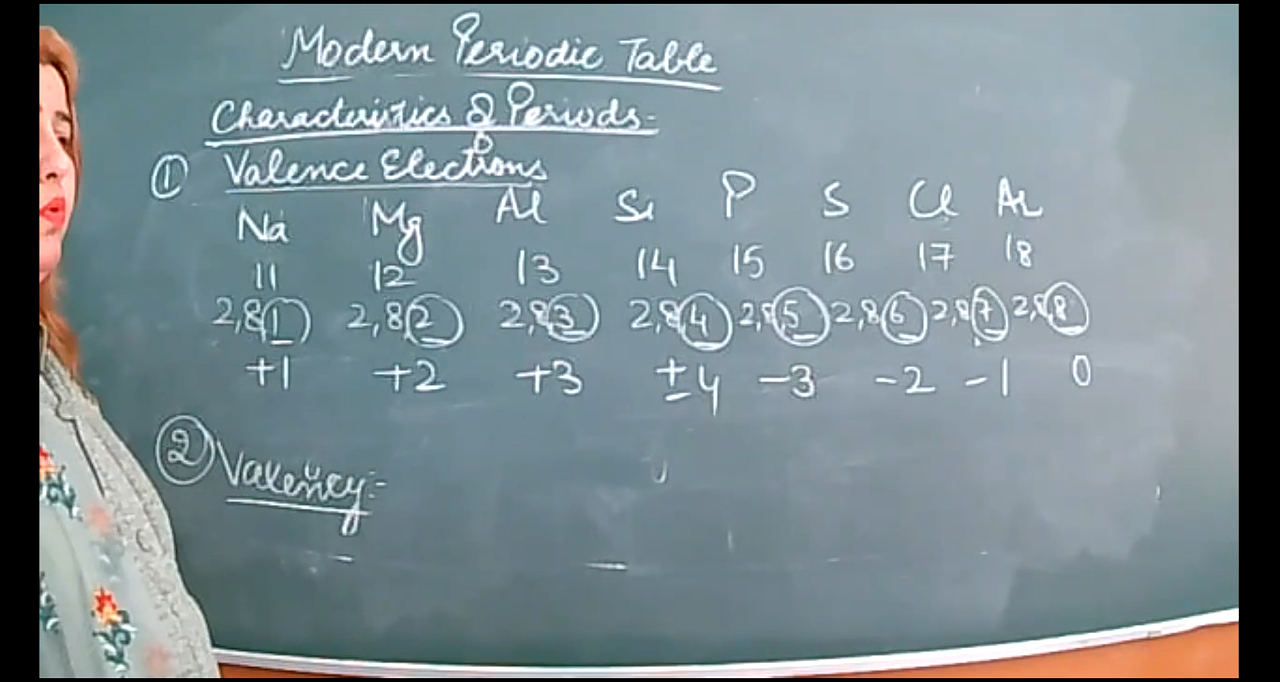 Modern Periodic Table
Characteristics of Periods-
① Valence Elections
Na Mg Al Si P S Cl Ar
11 12 13 14 15 16 17 18
2,8,1 2,8,2 2,8,3 2,8,4 2,8,5 2,8,6 2,8,7 2,8,8
+1 +2 +3 ±4 -3 -2 -1 0
② Valency:-